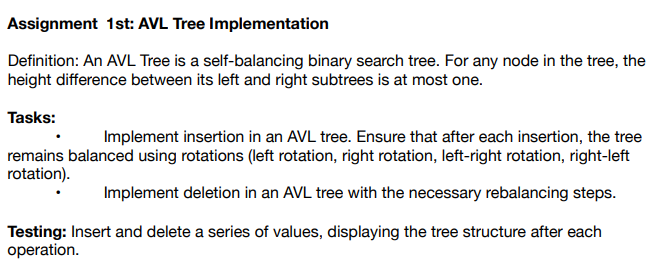 Assignment 1st: AVL Tree Implementation
Definition: An AVL Tree is a self-balancing binary search tree. For any node in the tree, the
height difference between its left and right subtrees is at most one.
Tasks:
• Implement insertion in an AVL tree. Ensure that after each insertion, the tree
remains balanced using rotations (left rotation, right rotation, left-right rotation, right-left
rotation).
• Implement deletion in an AVL tree with the necessary rebalancing steps.
Testing: Insert and delete a series of values, displaying the tree structure after each
operation.